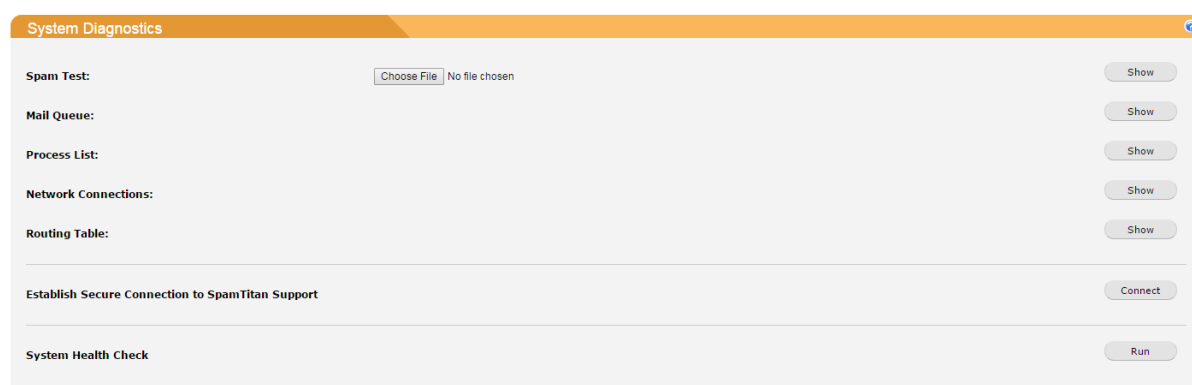 System Diagnostics
Spam Test: Choose File No file chosen Show
Mail Queue: Show
Process List: Show
Network Connections: Show
Routing Table: Show
Establish Secure Connection to SpamTitan Support Connect
System Health Check Run